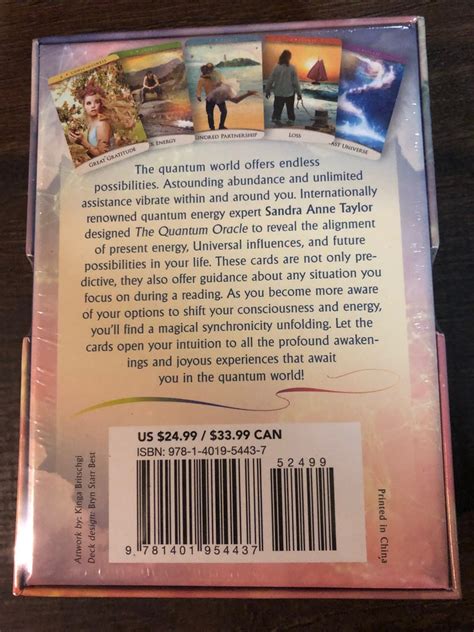 GREAT GRATITUDE
ENERGY
KINDRED PARTNERSHIP
LOSS
UNIVERSE
The quantum world offers endless
possibilities. Astounding abundance and unlimited
assistance vibrate within and around you. Internationally
renowned quantum energy expert Sandra Anne Taylor
designed The Quantum Oracle to reveal the alignment
of present energy, Universal influences, and future
possibilities in your life. These cards are not only pre-
dictive, they also offer guidance about any situation you
focus on during a reading. As you become more aware
of your options to shift your consciousness and energy,
you'll find a magical synchronicity unfolding. Let the
cards open your intuition to all the profound awaken-
ings and joyous experiences that await
you in the quantum world!
US $24.99 / $33.99 CAN
ISBN: 978-1-4019-5443-7
52499
9 781401 954437
Artwork by: Kinga Britschgi
Deck design: Bryn Starr Best
Printed in China